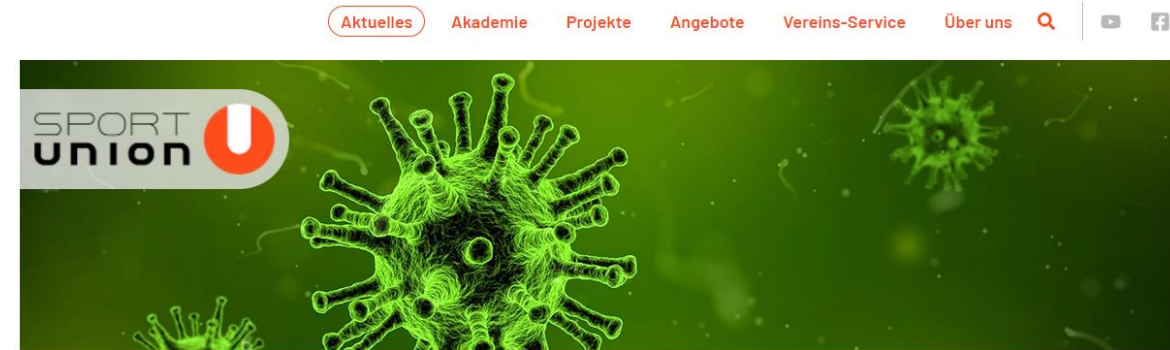 Aktuelles Akademie Projekte Angebote Vereins-Service Über uns
SPORT
UNION